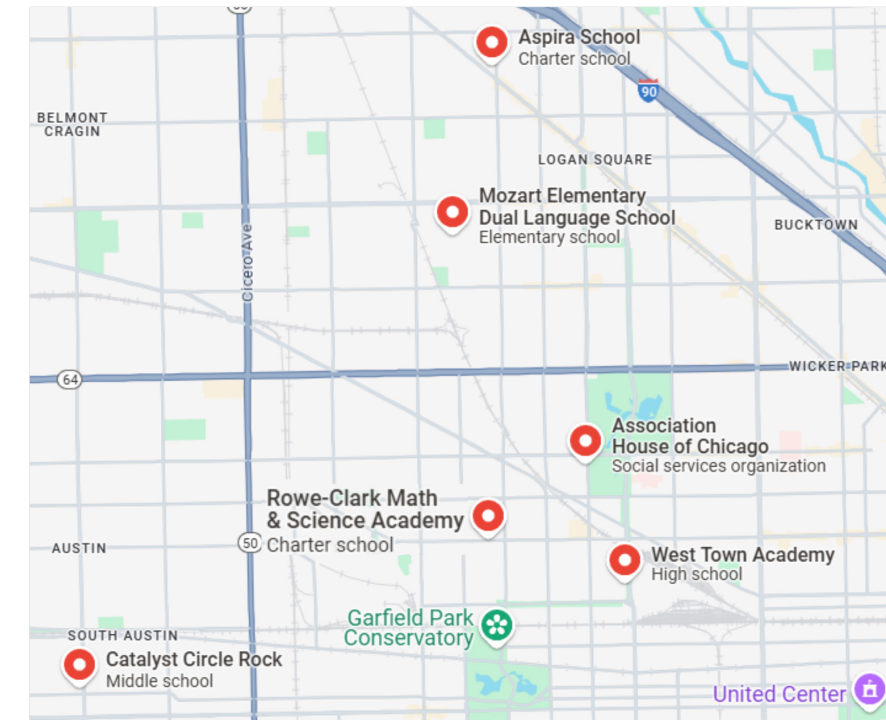 Aspira School
Charter school
90
BELMONT
CRAGIN
LOGAN SQUARE
Mozart Elementary
Dual Language School
Elementary school
BUCKTOWN
Cicero Ave
64
WICKER PARK
Association
House of Chicago
Social services organization
Rowe-Clark Math
& Science Academy
Charter school
50
AUSTIN
West Town Academy
High school
Garfield Park
Conservatory
SOUTH AUSTIN
Catalyst Circle Rock
Middle school
United Center